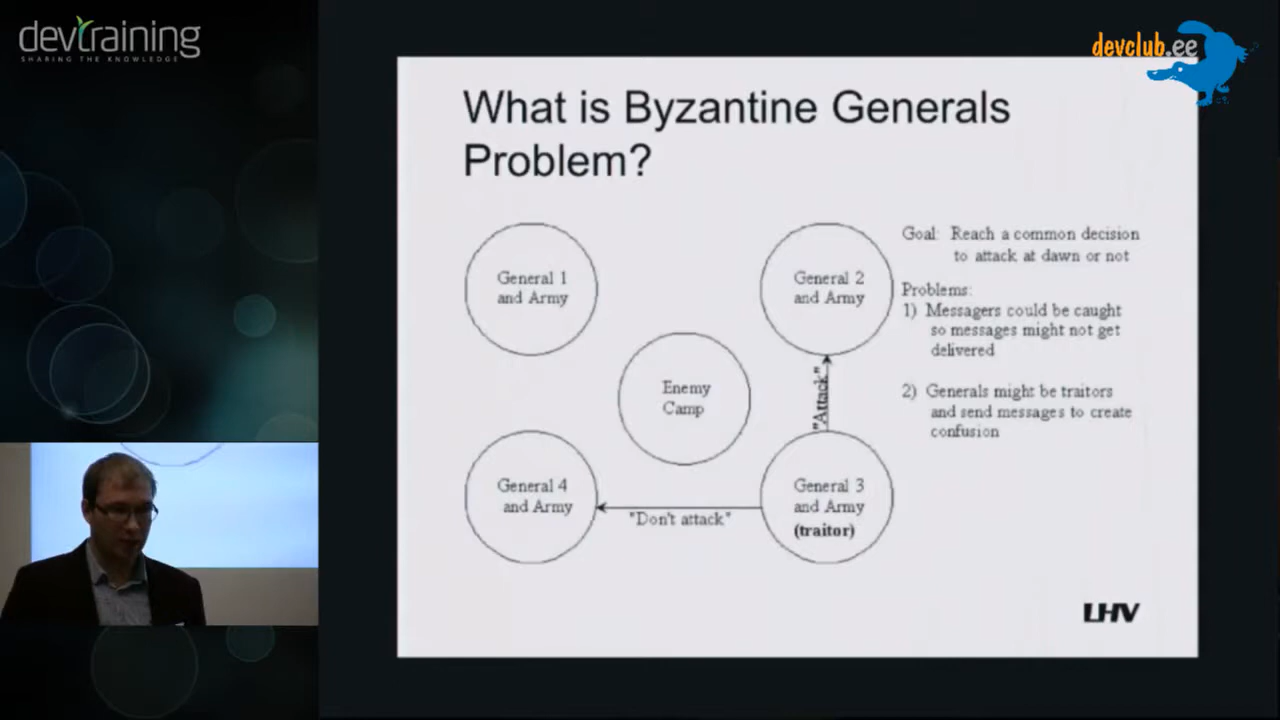 devtraining
SHARING THE KNOWLEDGE
devclub.ee
What is Byzantine Generals
Problem?
General 1
and Army
General 2
and Army
Goal: Reach a common decision
to attack at dawn or not
Problems:
1) Messagers could be caught
so messages might not get
delivered
2) Generals might be traitors
and send messages to create
confusion
Enemy
Camp
"Attack"
General 4
and Army
"Don't attack"
General 3
and Army
(traitor)
LHV